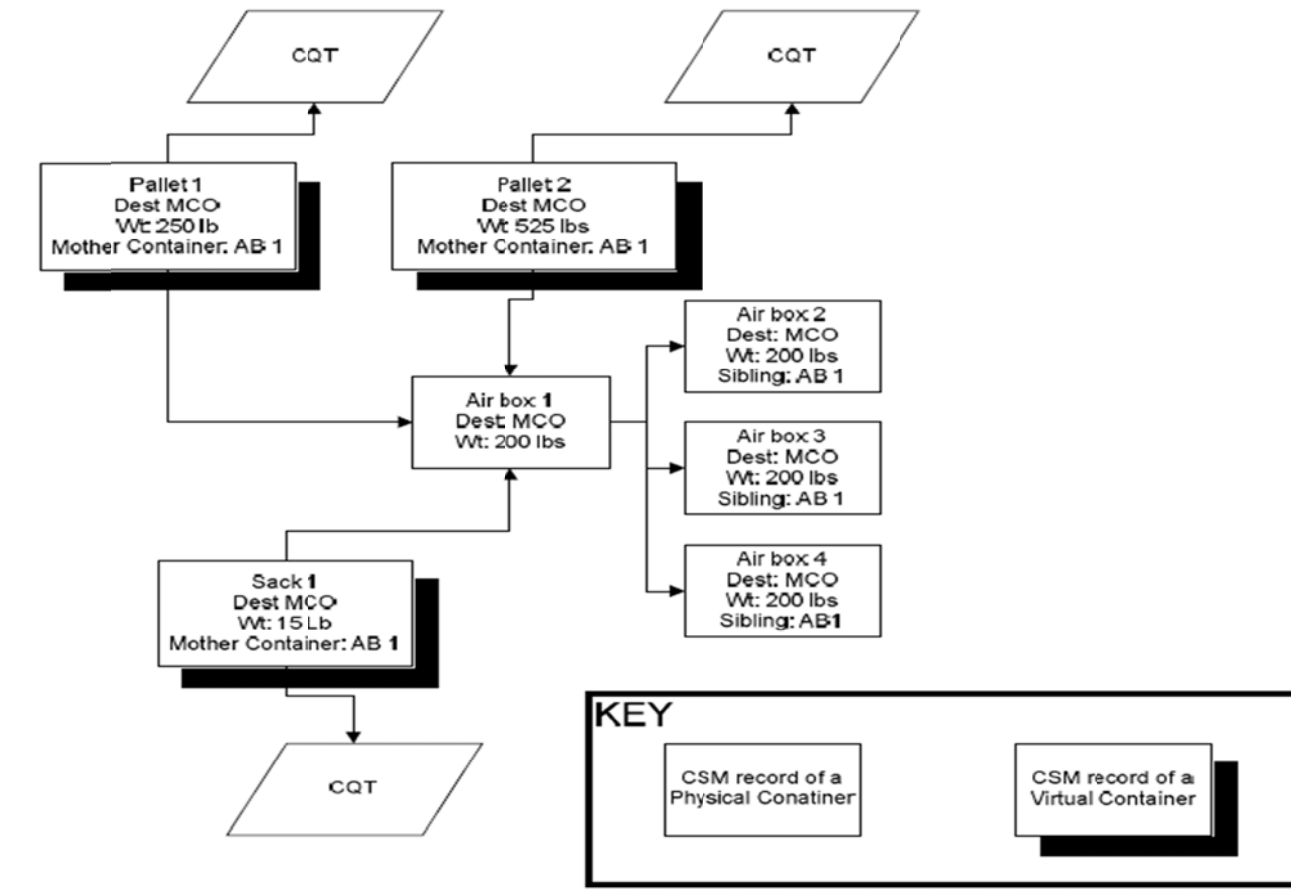 CQT
CQT
Pallet 1
Dest MCO
Wt: 250 lb
Mother Container: AB 1
Pallet 2
Dest MCO
Wt 525 lbs
Mother Container: AB 1
Air box 2
Dest: MCO
Wt: 200 lbs
Sibling: AB 1
Air box 1
Dest: MCO
Wt: 200 lbs
Air box 3
Dest: MCO
Wt: 200 lbs
Sibling: AB 1
Air box 4
Dest: MCO
Wt: 200 lbs
Sibling: AB1
Sack 1
Dest MCO
Wt: 15 Lb
Mother Container: AB 1
CQT
KEY
CSM record of a
Physical Conatiner
CSM record of a
Virtual Container